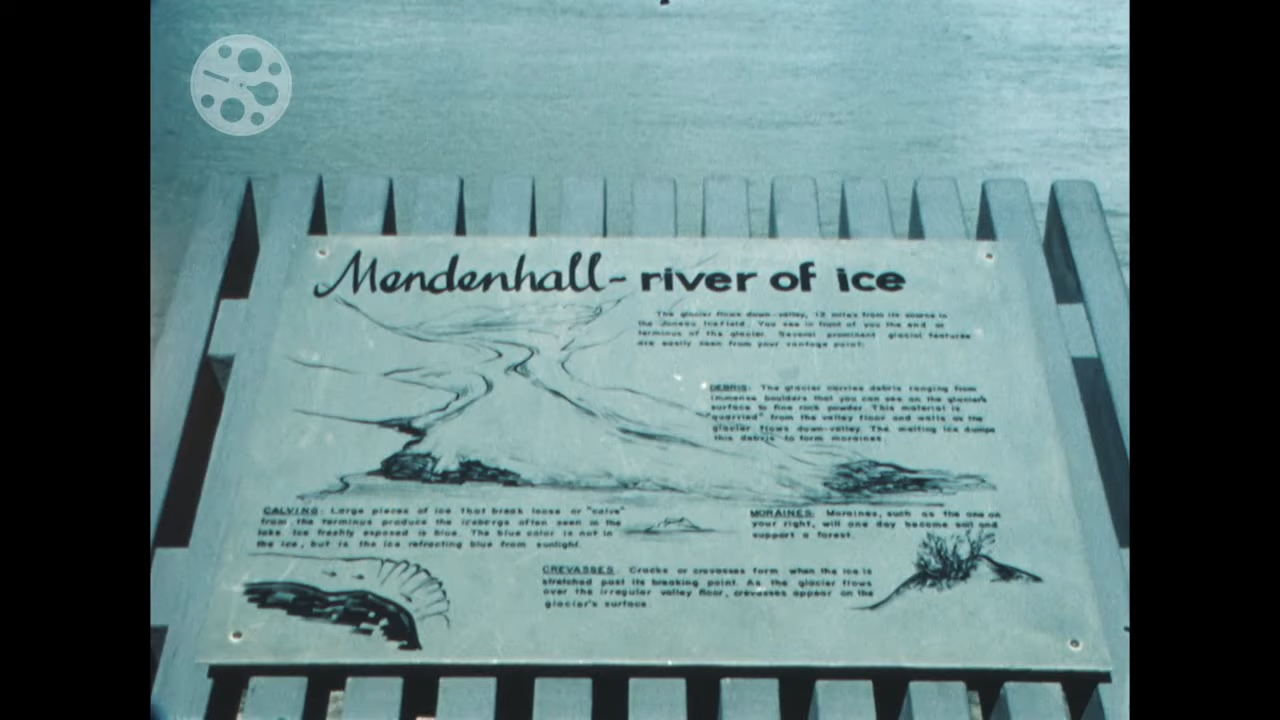 Mendenhall - river of ice
The glacier flows down-valley, 12 miles from its source in
the Juneau Icefield. You see in front of you the end or
terminus of the glacier. Several prominent glacial features
are easily seen from your vantage point:
DEBRIS: The glacier carries debris ranging from
immense boulders that you can see on the glacier's
surface to fine rock powder. This material is
"quarried" from the valley floor and walls as the
glacier flows down-valley. The melting ice dumps
this debris to form moraines.
CALVING: Large pieces of ice that break loose or "calve"
from the terminus produce the icebergs often seen in the
lake. Ice freshly exposed is blue. The blue color is not in
the ice, but is the ice refracting blue from sunlight.
MORAINES: Moraines, such as the one on
your right, will one day become soil and
support a forest.
CREVASSES: Cracks or crevasses form when the ice is
stretched past its breaking point. As the glacier flows
over the irregular valley floor, crevasses appear on the
glacier's surface.